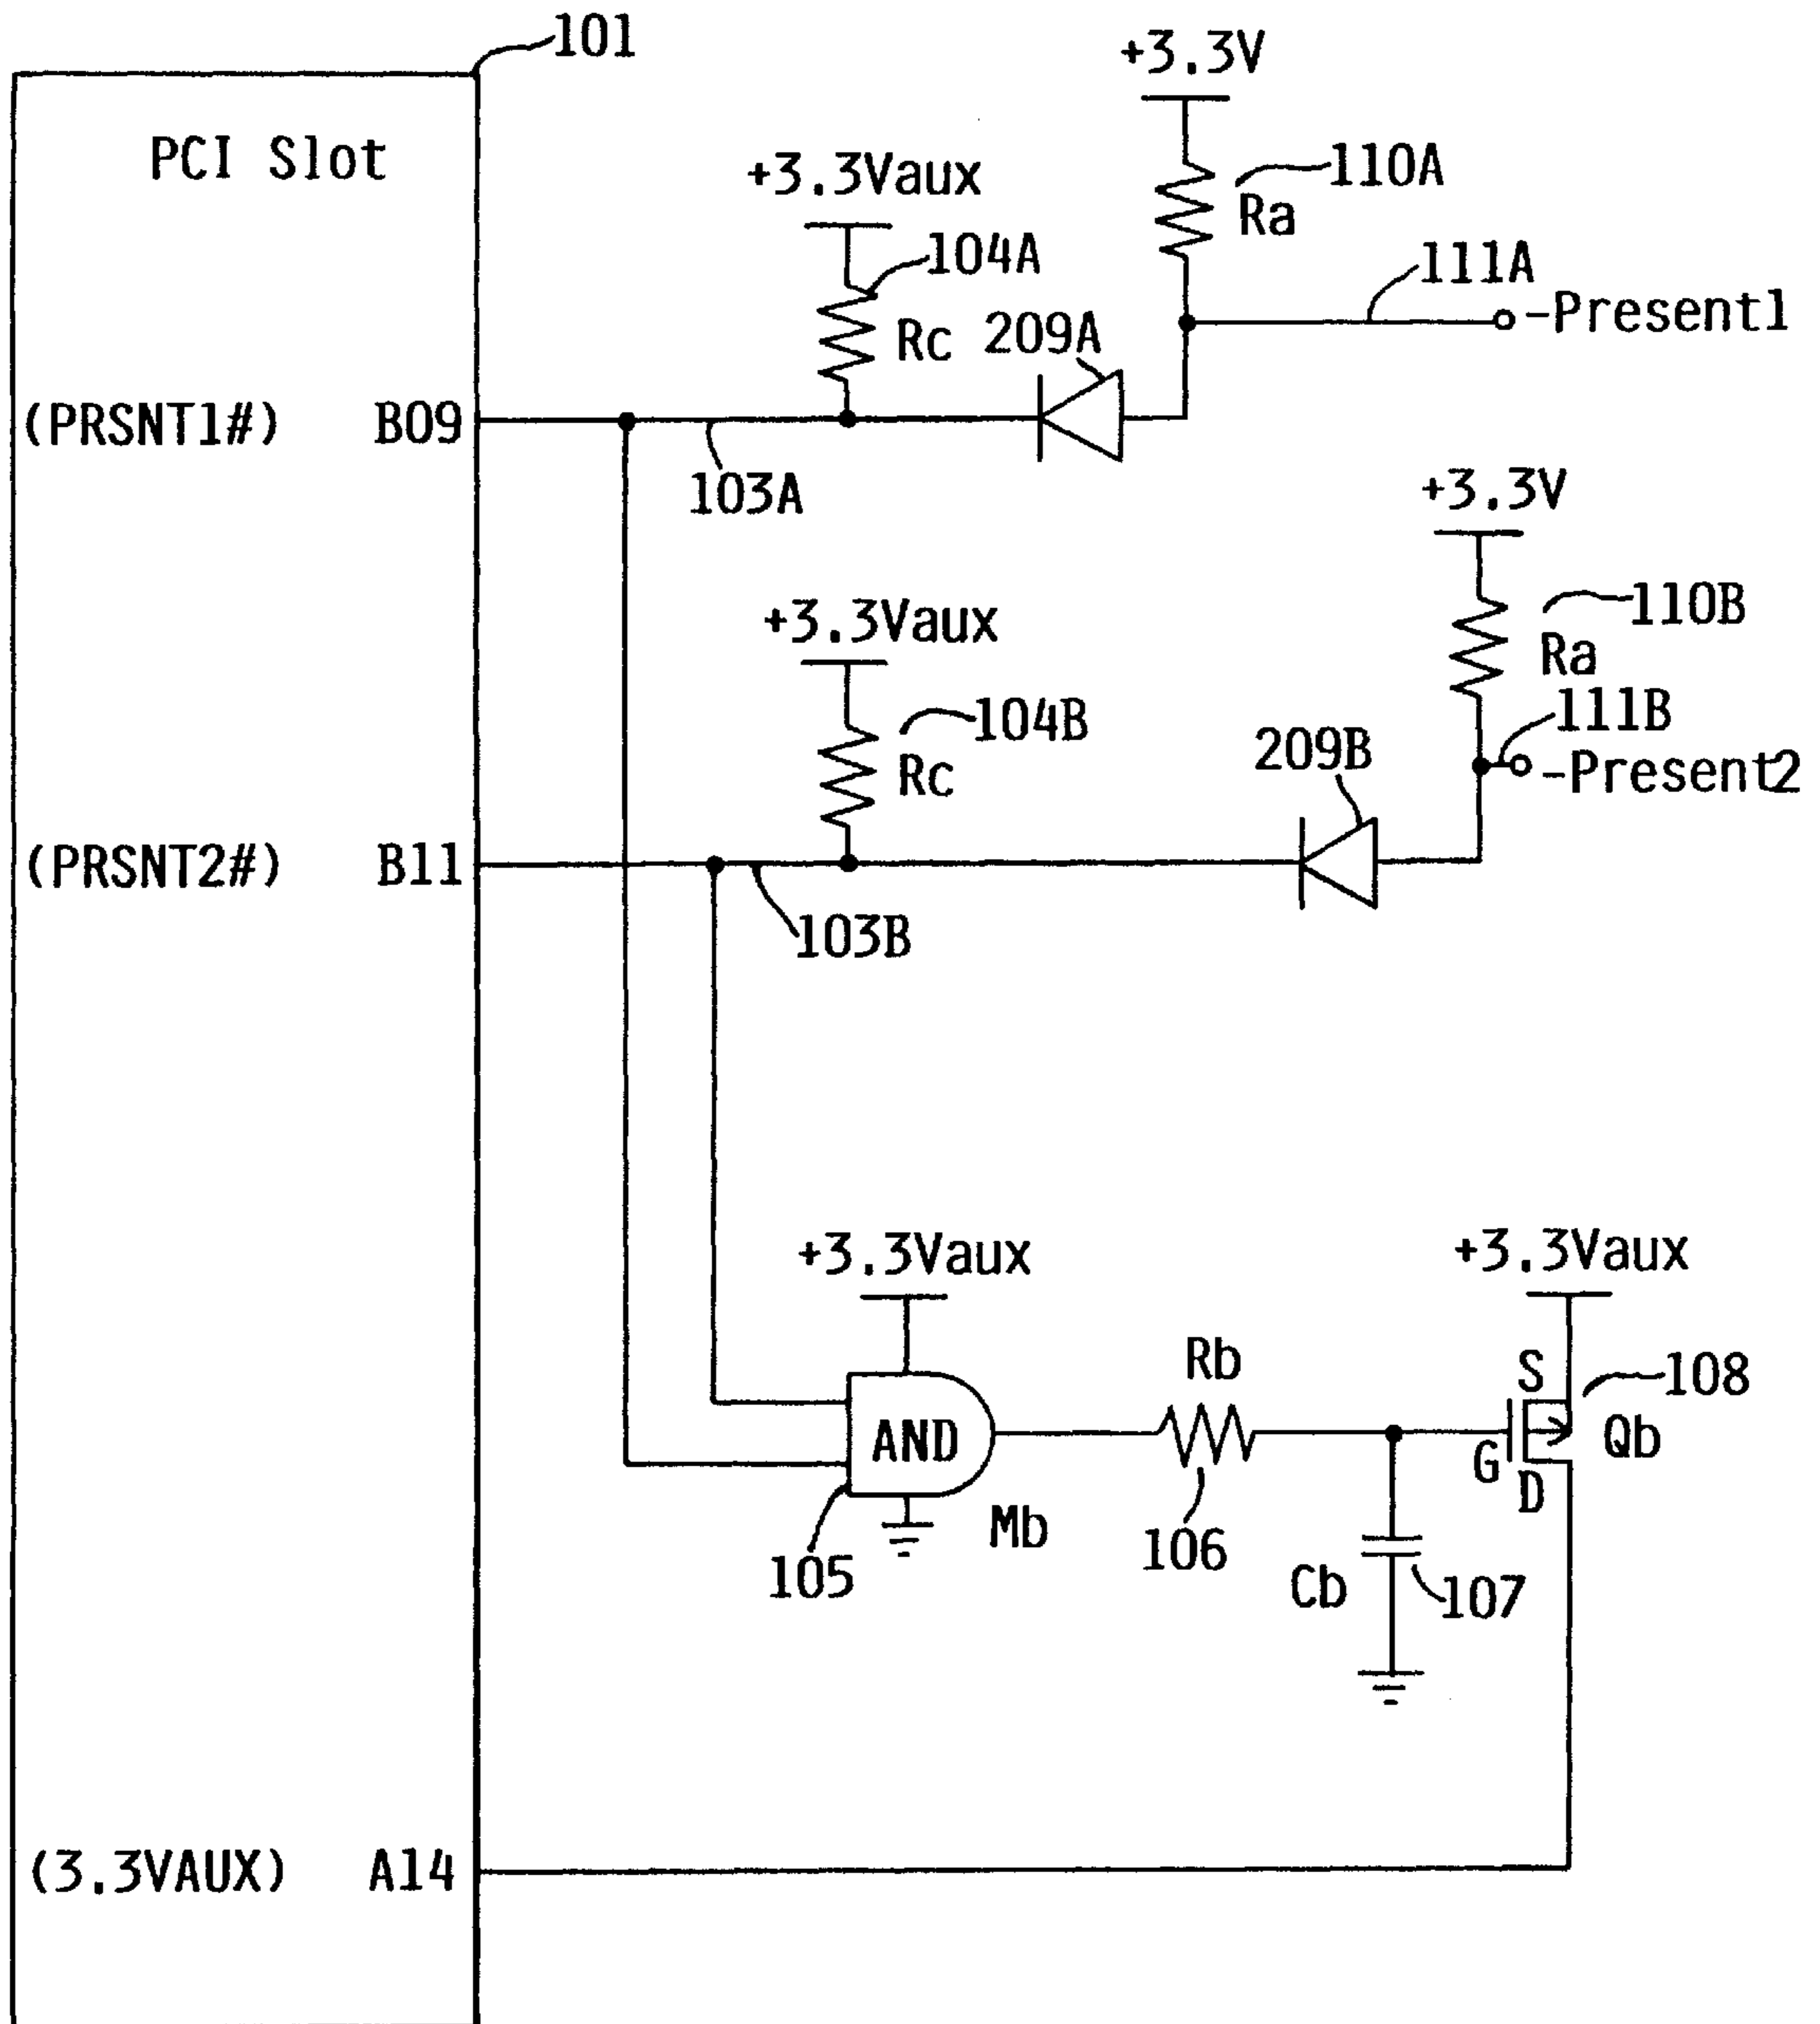 101
+3.3V
PCI Slot
+3.3Vaux
110A
Ra
104A
111A
-Present1
Rc
209A
(PRSNT1#) B09
103A
+3.3V
+3.3Vaux
110B
Ra
104B
111B
Rc
209B
-Present2
(PRSNT2#) B11
103B
+3.3Vaux
+3.3Vaux
Rb
S
108
AND
G
Qb
D
Mb
105
106
Cb
107
(3.3VAUX) A14